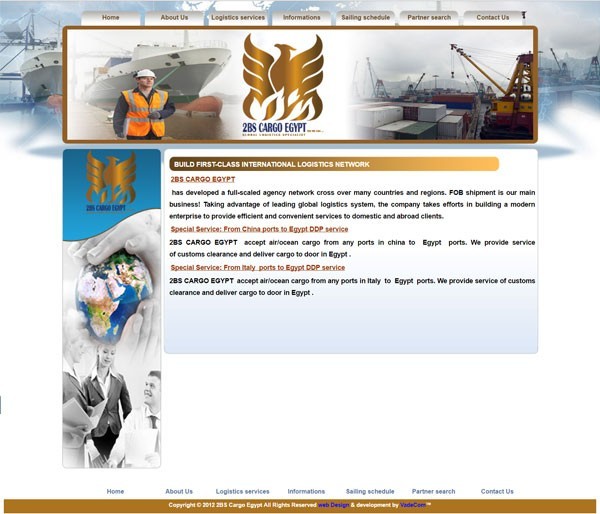 Home About Us Logistics services Informations Sailing schedule Partner search Contact Us
2BS CARGO EGYPT
GLOBAL LOGISTICS SPECIALIST
2BS CARGO EGYPT
BUILD FIRST-CLASS INTERNATIONAL LOGISTICS NETWORK
2BS CARGO EGYPT
has developed a full-scaled agency network cross over many countries and regions. FOB shipment is our main
business! Taking advantage of leading global logistics system, the company takes efforts in building a modern
enterprise to provide efficient and convenient services to domestic and abroad clients.
Special Service: From China ports to Egypt DDP service
2BS CARGO EGYPT accept air/ocean cargo from any ports in china to Egypt ports. We provide service
of customs clearance and deliver cargo to door in Egypt .
Special Service: From Italy ports to Egypt DDP service
2BS CARGO EGYPT accept air/ocean cargo from any ports in Italy to Egypt ports. We provide service of customs
clearance and deliver cargo to door in Egypt .
Home About Us Logistics services Informations Sailing schedule Partner search Contact Us
Copyright © 2012 2BS Cargo Egypt All Rights Reserved web Design & development by VadeCom ™